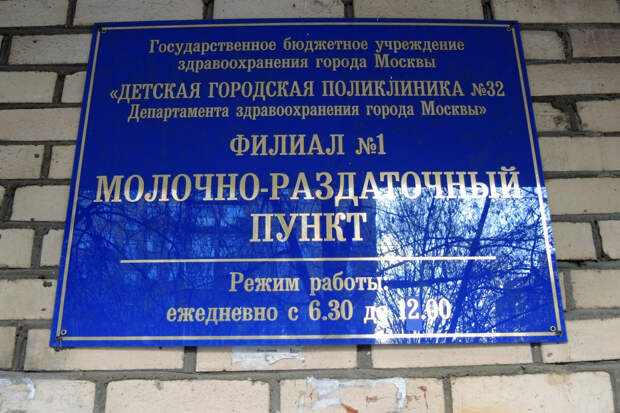 Государственное бюджетное учреждение
здравоохранения города Москвы
«ДЕТСКАЯ ГОРОДСКАЯ ПОЛИКЛИНИКА №32
Департамента здравоохранения города Москвы»
ФИЛИАЛ №1
МОЛОЧНО-РАЗДАТОЧНЫЙ
ПУНКТ
Режим работы
ежедневно с 6.30 до 12.00